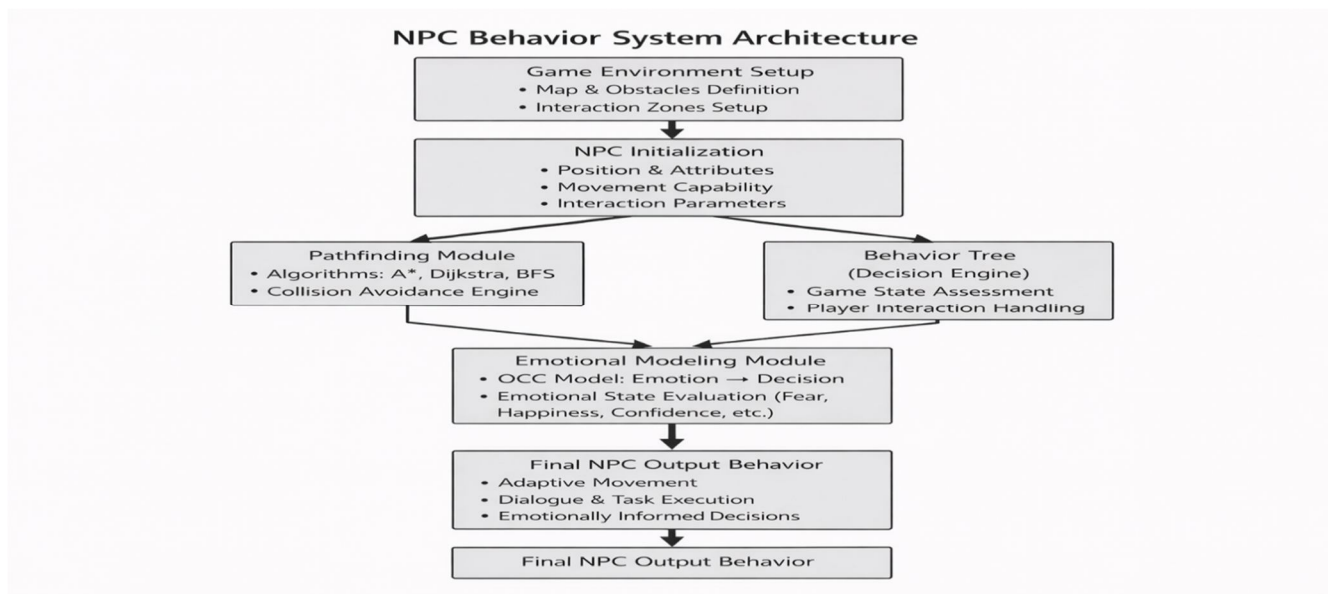 NPC Behavior System Architecture
Game Environment Setup
• Map & Obstacles Definition
• Interaction Zones Setup
NPC Initialization
• Position & Attributes
• Movement Capability
• Interaction Parameters
Pathfinding Module
• Algorithms: A*, Dijkstra, BFS
• Collision Avoidance Engine
Behavior Tree
(Decision Engine)
• Game State Assessment
• Player Interaction Handling
Emotional Modeling Module
• OCC Model: Emotion → Decision
• Emotional State Evaluation (Fear,
Happiness, Confidence, etc.)
Final NPC Output Behavior
• Adaptive Movement
• Dialogue & Task Execution
• Emotionally Informed Decisions
Final NPC Output Behavior